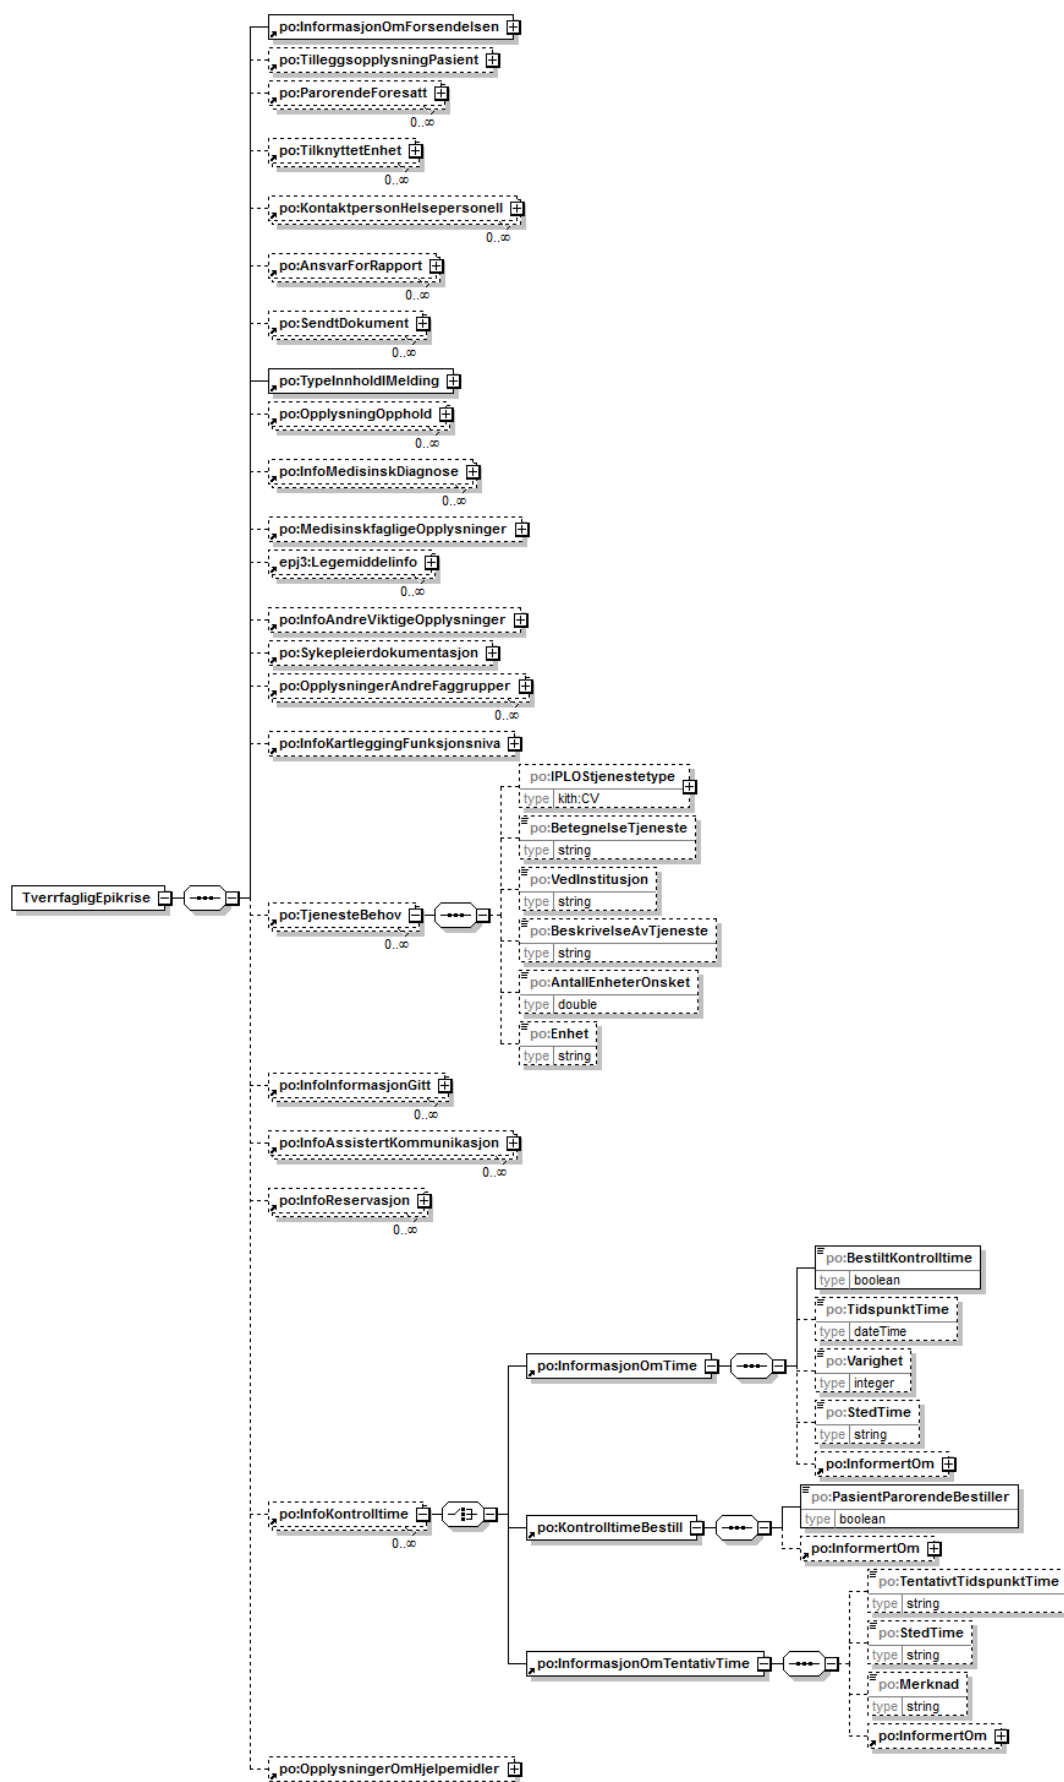 po:InformasjonOmForsendelsen
po:TilleggsopplysningPasient
po:ParorendeForesatt
0..∞
po:TilknyttetEnhet
0..∞
po:KontaktpersonHelsepersonell
0..∞
po:AnsvarForRapport
0..∞
po:SendtDokument
0..∞
po:TypeInnholdIMelding
po:OpplysningOpphold
0..∞
po:InfoMedisinskDiagnose
0..∞
po:MedisinskfagligeOpplysninger
epj3:Legemiddelinfo
0..∞
po:InfoAndreViktigeOpplysninger
po:Sykepleierdokumentasjon
po:OpplysningerAndreFaggrupper
0..∞
po:InfoKartleggingFunksjonsniva
TverrfagligEpikrise
po:TjenesteBehov
0..∞
po:IPLOStjenestetype
type kith:CV
po:BetegnelseTjeneste
type string
po:VedInstitusjon
type string
po:BeskrivelseAvTjeneste
type string
po:AntallEnheterOnsket
type double
po:Enhet
type string
po:InfoInformasjonGitt
0..∞
po:InfoAssistertKommunikasjon
0..∞
po:InfoReservasjon
0..∞
po:InfoKontrolltime
0..∞
po:InformasjonOmTime
po:BestiltKontrolltime
type boolean
po:TidspunktTime
type dateTime
po:Varighet
type integer
po:StedTime
type string
po:InformertOm
po:KontrolltimeBestill
po:PasientParorendeBestiller
type boolean
po:InformertOm
po:InformasjonOmTentativTime
po:TentativtTidspunktTime
type string
po:StedTime
type string
po:Merknad
type string
po:InformertOm
po:OpplysningerOmHjelpemidler